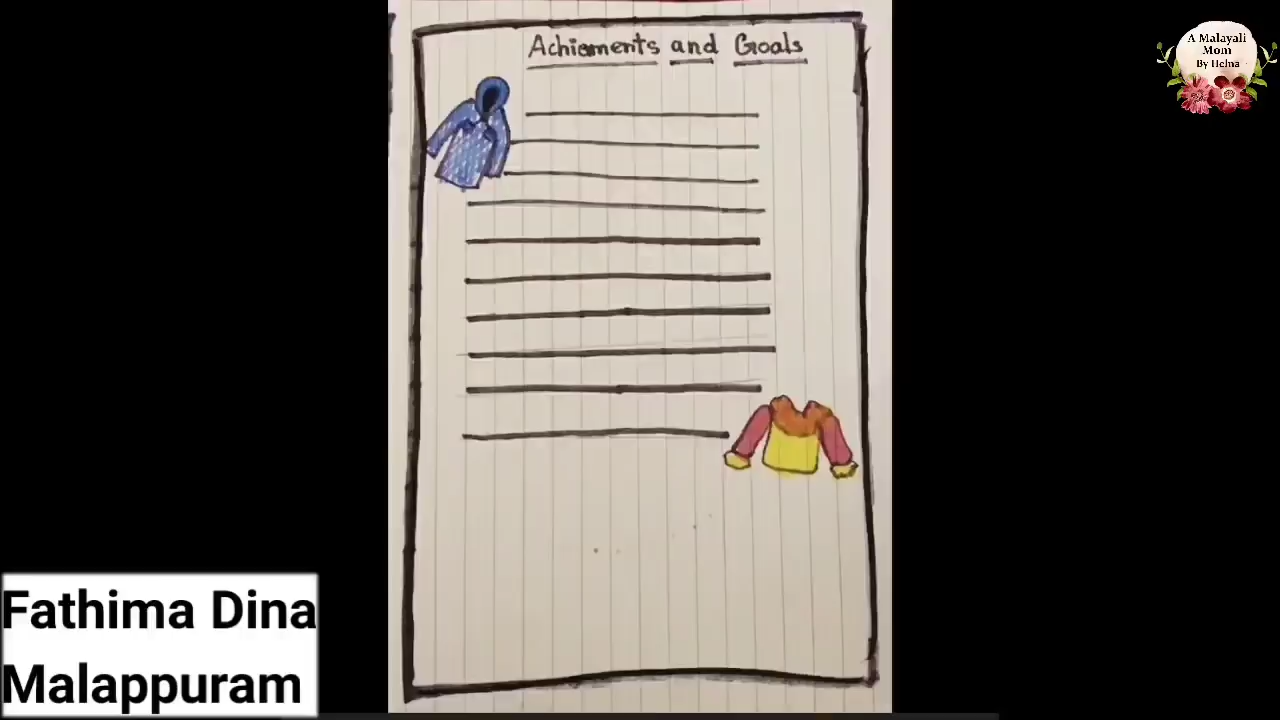 Achiements and Goals
A Malayali
Mom
By Helna
Fathima Dina
Malappuram